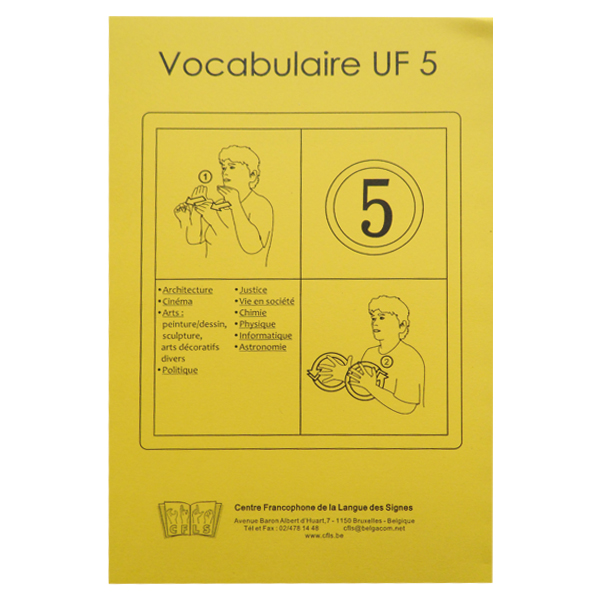 Vocabulaire UF 5
1
5
•Architecture
•Cinéma
•Arts :
peinture/dessin,
sculpture,
arts décoratifs
divers
•Politique
•Justice
•Vie en société
•Chimie
•Physique
•Informatique
•Astronomie
2
CFLS
Centre Francophone de la Langue des Signes
Avenue Baron Albert d'Huart,7 - 1150 Bruxelles - Belgique
Tél et Fax : 02/478 14 48 cfls@belgacom.net
www.cfls.be